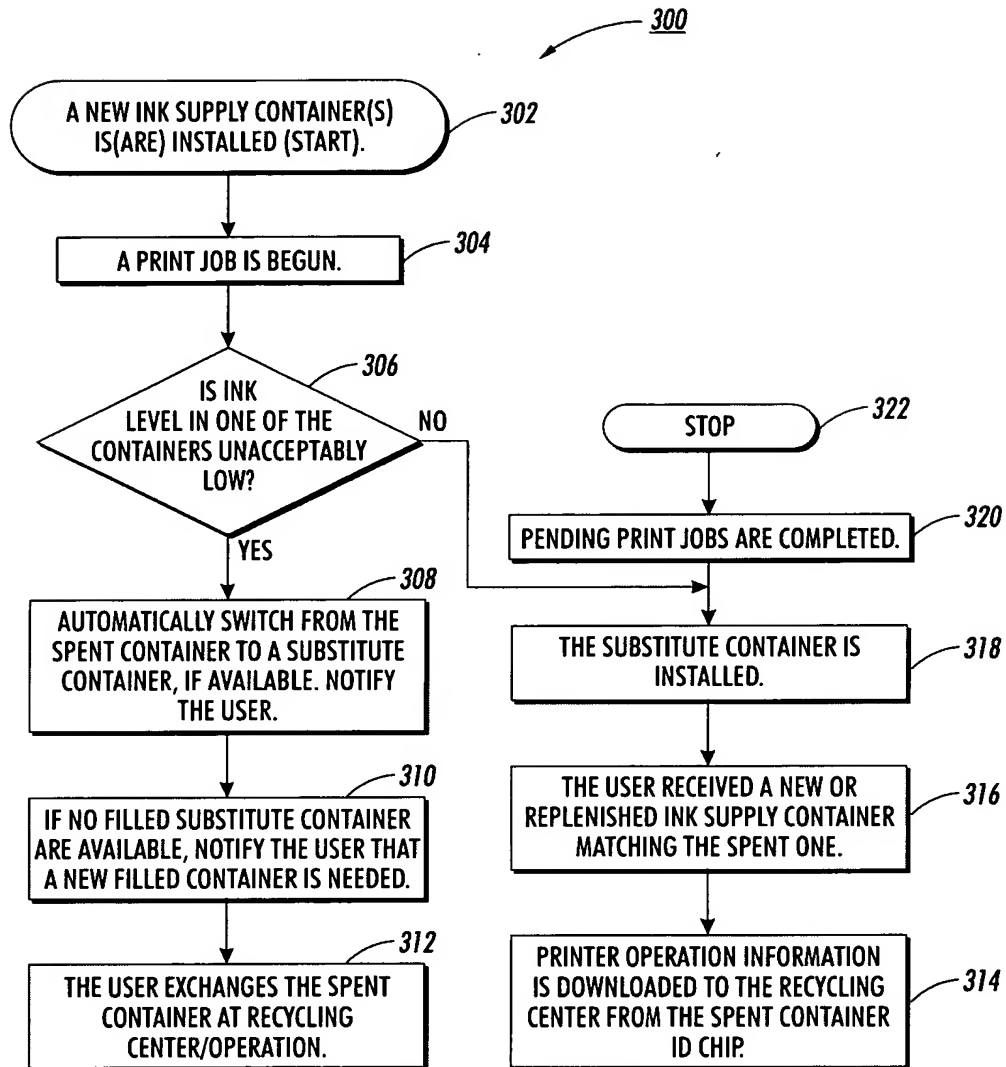 300
A NEW INK SUPPLY CONTAINER(S)
IS(ARE) INSTALLED (START).
302
A PRINT JOB IS BEGUN.
304
IS INK
LEVEL IN ONE OF THE
CONTAINERS UNACCEPTABLY
LOW?
306
NO
YES
AUTOMATICALLY SWITCH FROM THE
SPENT CONTAINER TO A SUBSTITUTE
CONTAINER, IF AVAILABLE. NOTIFY
THE USER.
308
IF NO FILLED SUBSTITUTE CONTAINER
ARE AVAILABLE, NOTIFY THE USER THAT
A NEW FILLED CONTAINER IS NEEDED.
310
THE USER EXCHANGES THE SPENT
CONTAINER AT RECYCLING
CENTER/OPERATION.
312
STOP
322
PENDING PRINT JOBS ARE COMPLETED.
320
THE SUBSTITUTE CONTAINER IS
INSTALLED.
318
THE USER RECEIVED A NEW OR
REPLENISHED INK SUPPLY CONTAINER
MATCHING THE SPENT ONE.
316
PRINTER OPERATION INFORMATION
IS DOWNLOADED TO THE RECYCLING
CENTER FROM THE SPENT CONTAINER
ID CHIP.
314